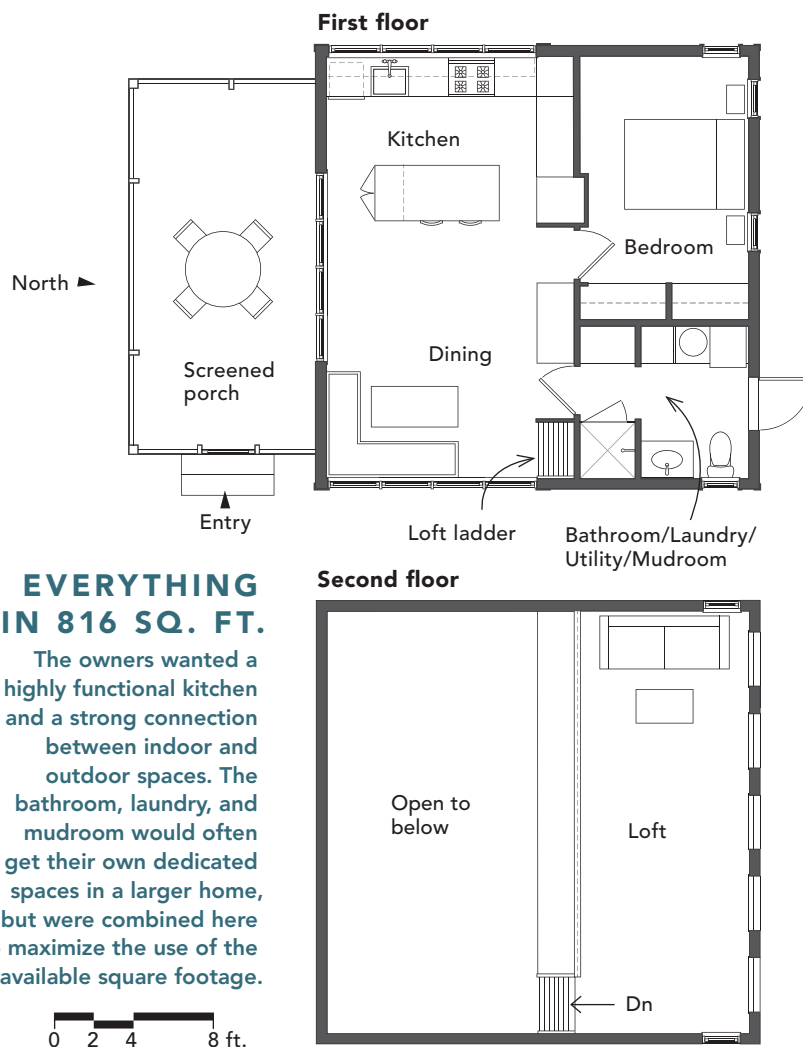 First floor
Kitchen
North
Bedroom
Dining
Screened
porch
Entry
Loft ladder
Bathroom/Laundry/
Utility/Mudroom
EVERYTHING
IN 816 SQ. FT.
The owners wanted a
highly functional kitchen
and a strong connection
between indoor and
outdoor spaces. The
bathroom, laundry, and
mudroom would often
get their own dedicated
spaces in a larger home,
but were combined here
maximize the use of the
available square footage.
0 2 4 8 ft.
Second floor
Open to
below
Loft
Dn